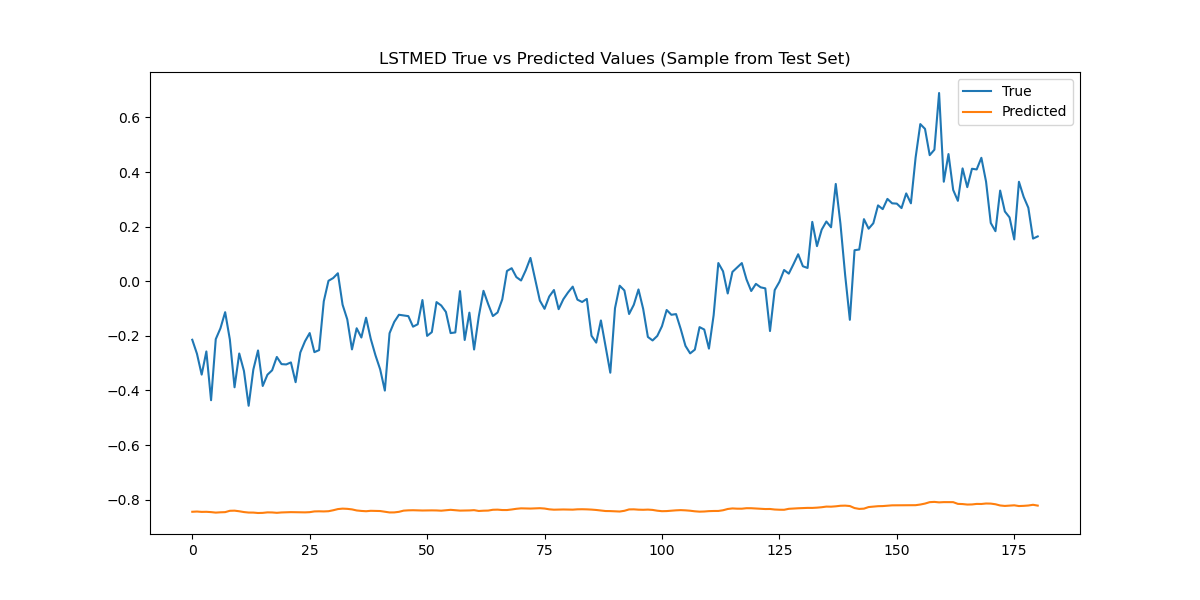 LSTMED True vs Predicted Values (Sample from Test Set)
True
Predicted
0.6
0.4
0.2
0.0
−0.2
−0.4
−0.6
−0.8
0 25 50 75 100 125 150 175